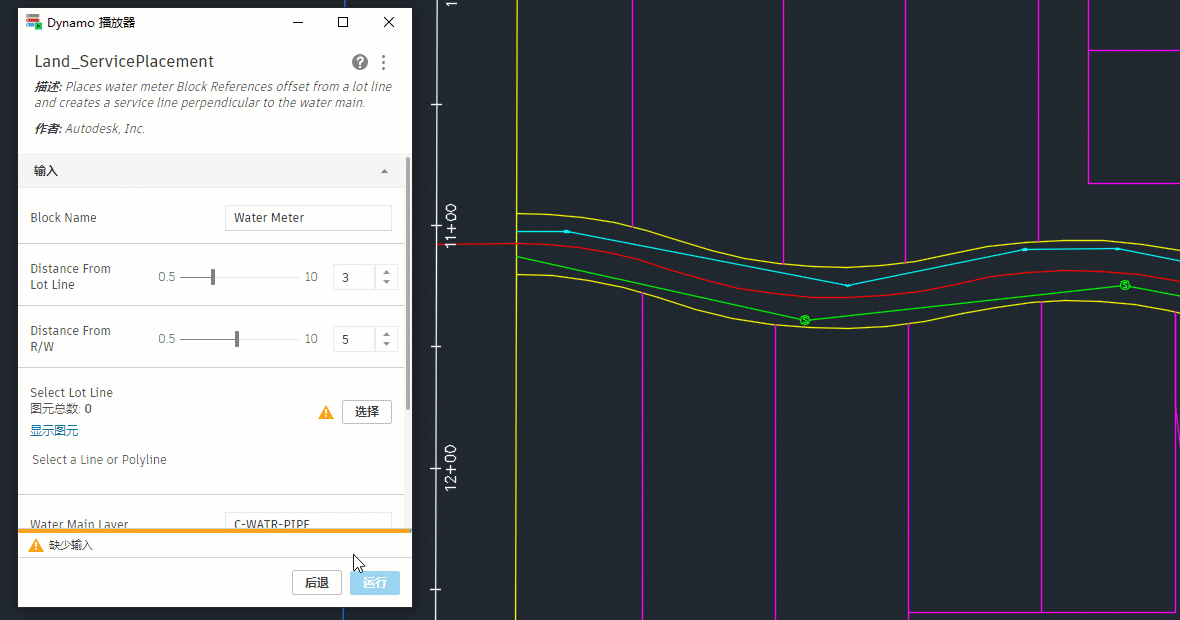 Dynamo 播放器
Land_ServicePlacement
描述: Places water meter Block References offset from a lot line
and creates a service line perpendicular to the water main.
作者: Autodesk, Inc.
输入
Block Name
Water Meter
Distance From
Lot Line
0.5
10
3
Distance From
R/W
0.5
10
5
Select Lot Line
图元总数: 0
显示图元
选择
Select a Line or Polyline
Water Main Layer
C-WATR-PIPE
缺少输入
后退
运行
11+00
12+00
S
S